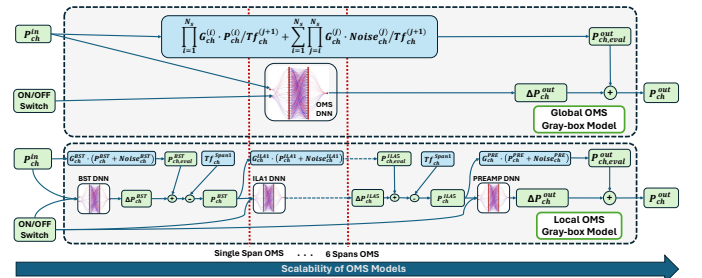 P_ch^in
∏_{i=1}^{N_s} G_ch^(i) · P_ch^(i) / Tf_ch^(j+1) + ∑_{i=1}^{N_s} ∏_{j=i}^{N_s} G_ch^(j) · Noise_ch^(j) / Tf_ch^(j+1)
P_ch,eval^out
ON/OFF
Switch
OMS
DNN
ΔP_ch^out
+
P_ch^out
Global OMS
Gray-box Model
P_ch^in
G_ch^BST · (P_ch^BST + Noise_ch^BST)
P_ch,eval^BST
Tf_ch^Span1
G_ch^ILA1 · (P_ch^ILA1 + Noise_ch^ILA1)
P_ch,eval^ILA5
Tf_ch^Span1
G_ch^PRE · (P_ch^PRE + Noise_ch^PRE)
P_ch,eval^out
BST DNN
ΔP_ch^BST
+
-
P_ch^BST
ILA1 DNN
ΔP_ch^ILA5
+
-
P_ch^ILA5
PREAMP DNN
ΔP_ch^out
+
P_ch^out
ON/OFF
Switch
Local OMS
Gray-box Model
Single Span OMS . . . 6 Spans OMS
Scalability of OMS Models